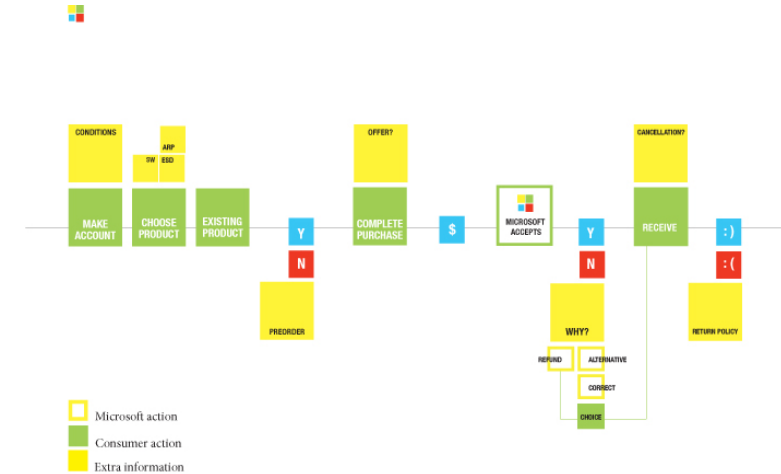 CONDITIONS
ARP
SW ESD
OFFER?
CANCELLATION?
MAKE
ACCOUNT
CHOOSE
PRODUCT
EXISTING
PRODUCT
Y
N
PREORDER
COMPLETE
PURCHASE
$
MICROSOFT
ACCEPTS
Y
N
WHY?
REFUND
ALTERNATIVE
CORRECT
CHOICE
RECEIVE
:)
:(
RETURN POLICY
Microsoft action
Consumer action
Extra information